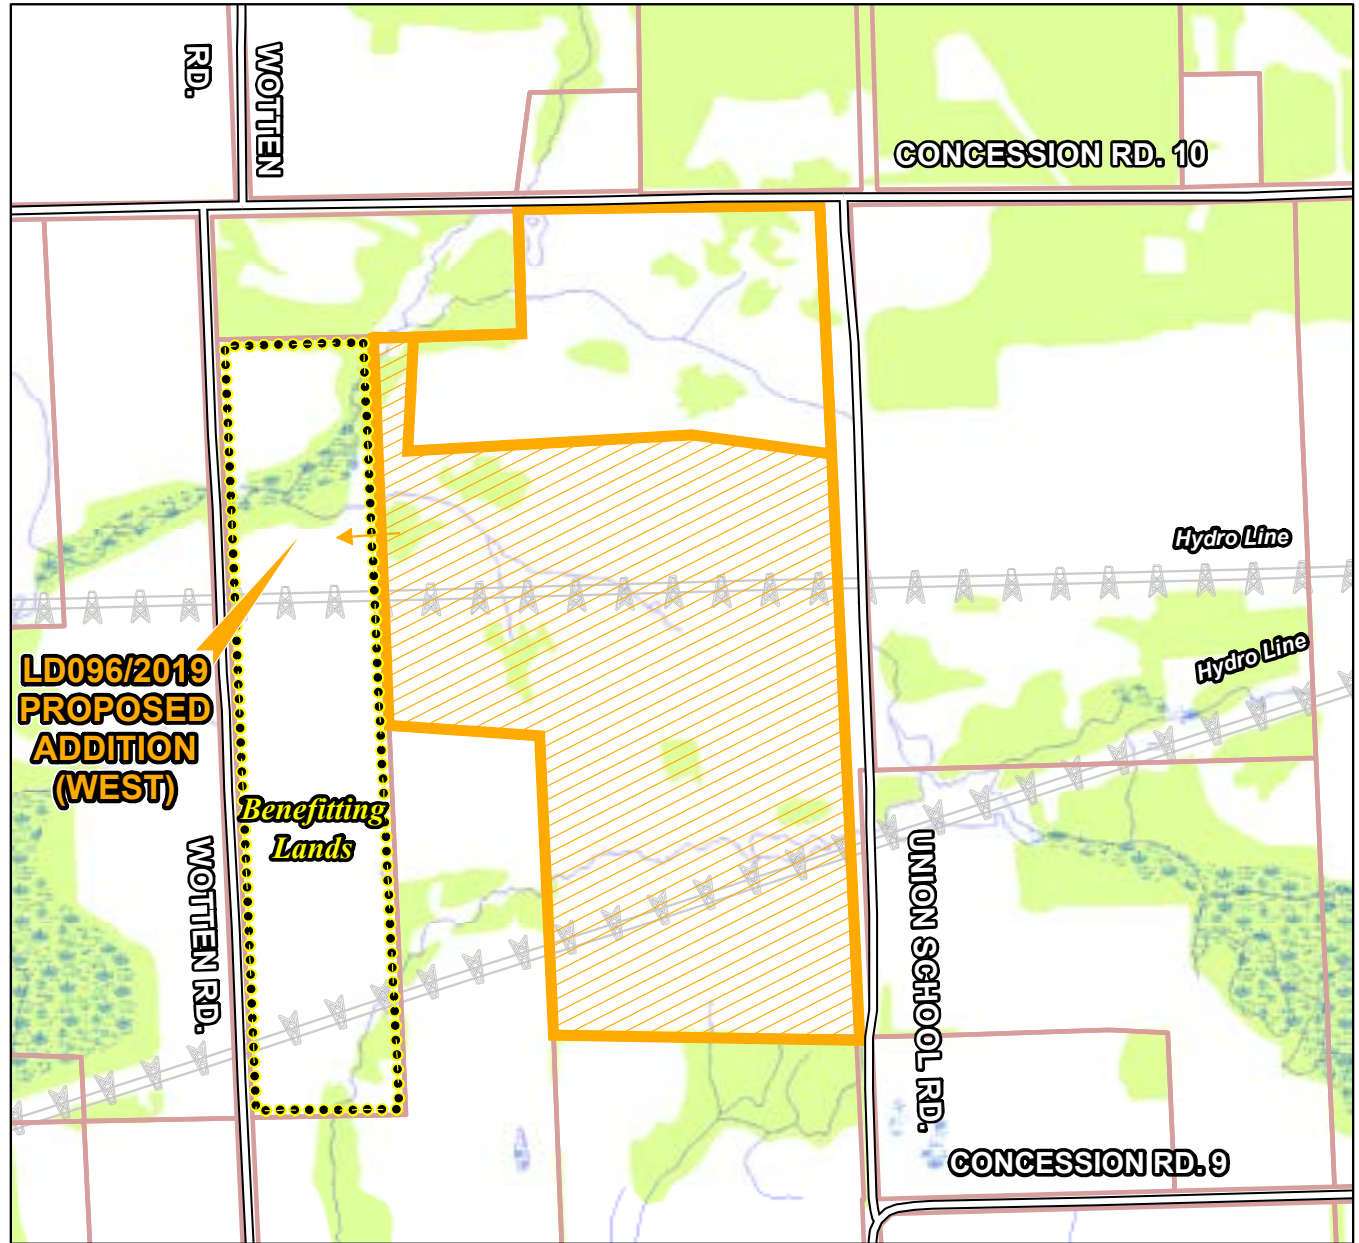 WOTTEN
RD.
CONCESSION RD. 10
Hydro Line
Hydro Line
LD096/2019
PROPOSED
ADDITION
(WEST)
Benefitting
Lands
WOTTEN RD.
UNION SCHOOL RD.
CONCESSION RD. 9